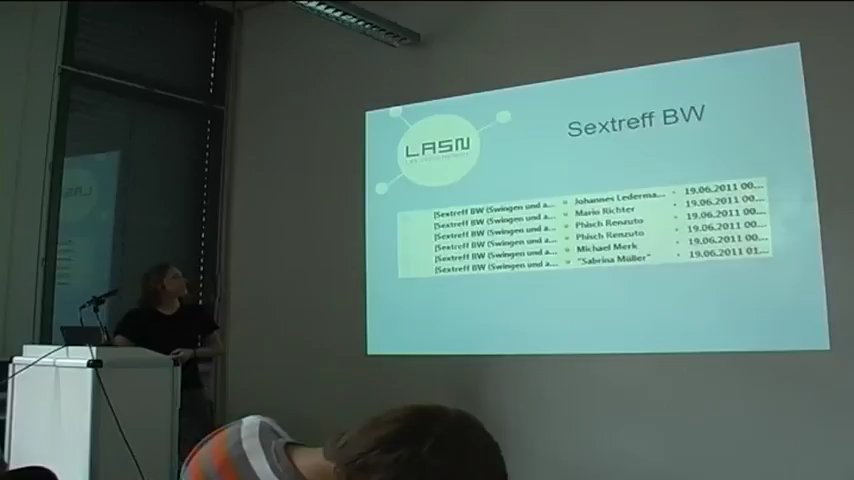 LASN
Sextreff BW
[Sextreff BW (Swingen und a... Johannes Lederma... 19.06.2011 00...
[Sextreff BW (Swingen und a... Mario Richter 19.06.2011 00...
[Sextreff BW (Swingen und a... Phisch Renzuto 19.06.2011 00...
[Sextreff BW (Swingen und a... Phisch Renzuto 19.06.2011 00...
[Sextreff BW (Swingen und a... Michael Merk 19.06.2011 00...
[Sextreff BW (Swingen und a... "Sabrina Müller" 19.06.2011 01...